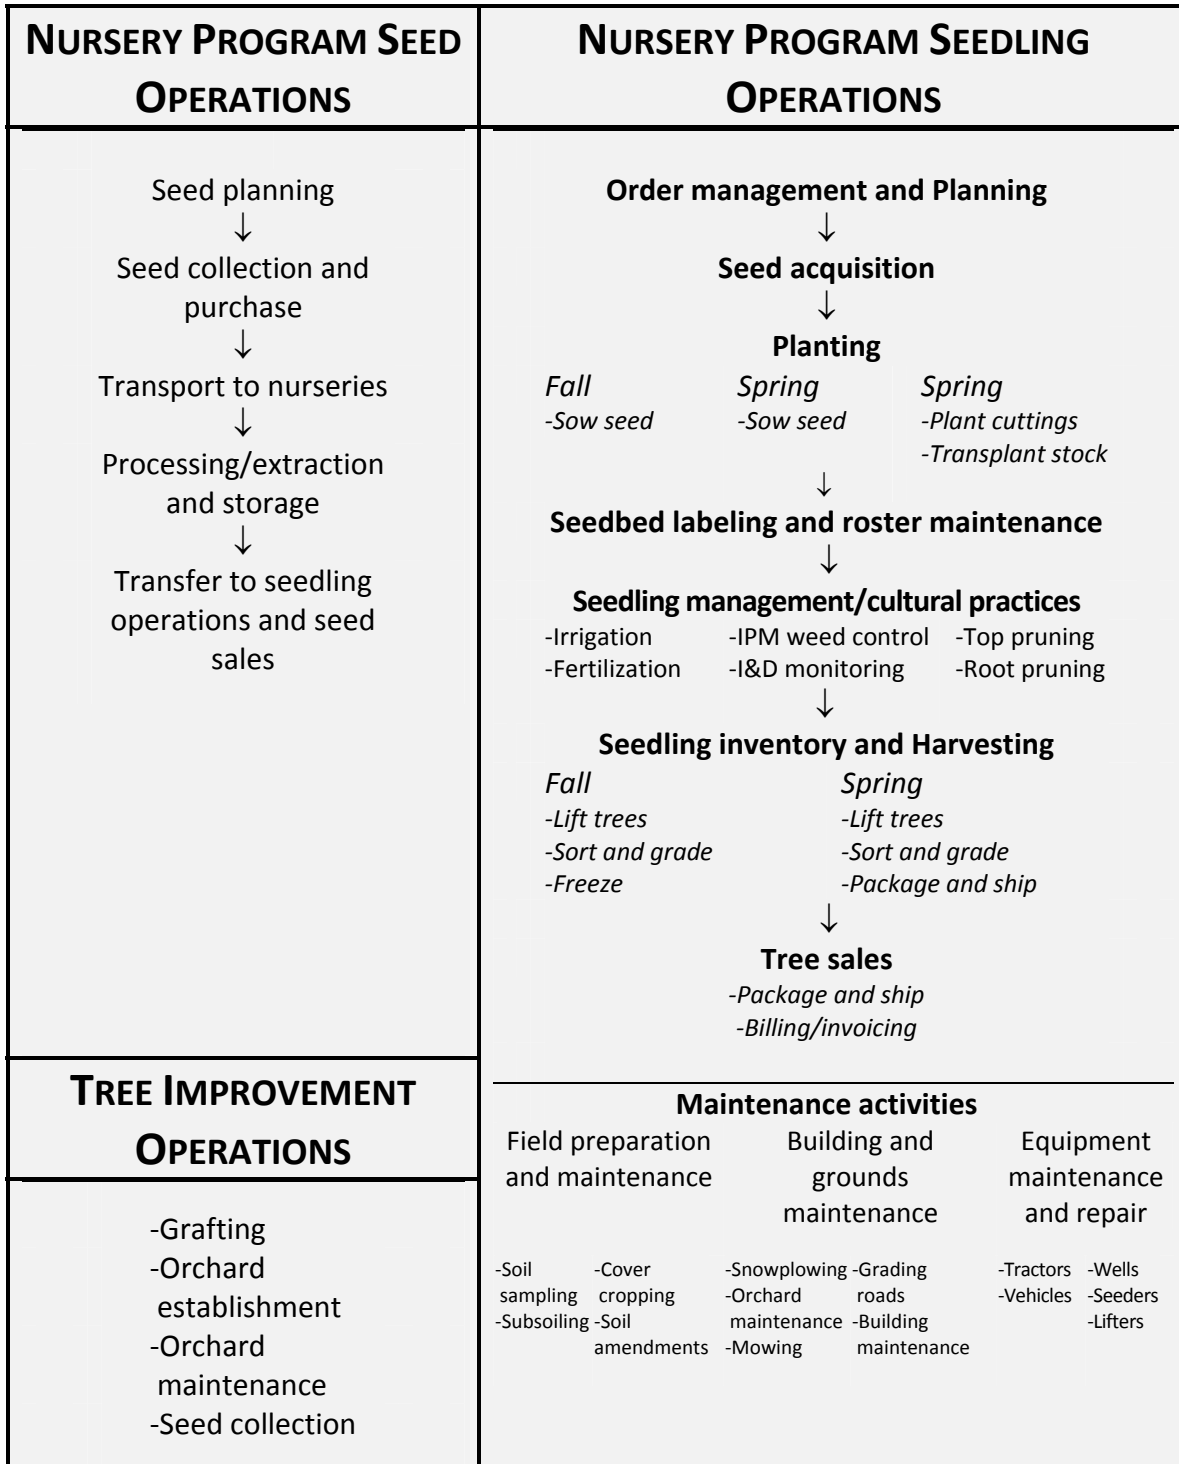 NURSERY PROGRAM SEED
OPERATIONS
Seed planning
↓
Seed collection and
purchase
↓
Transport to nurseries
↓
Processing/extraction
and storage
↓
Transfer to seedling
operations and seed
sales
NURSERY PROGRAM SEEDLING
OPERATIONS
Order management and Planning
↓
Seed acquisition
↓
Planting
Fall Spring Spring
-Sow seed -Sow seed -Plant cuttings
-Transplant stock
↓
Seedbed labeling and roster maintenance
↓
Seedling management/cultural practices
-Irrigation -IPM weed control -Top pruning
-Fertilization -I&D monitoring -Root pruning
↓
Seedling inventory and Harvesting
Fall Spring
-Lift trees -Lift trees
-Sort and grade -Sort and grade
-Freeze -Package and ship
↓
Tree sales
-Package and ship
-Billing/invoicing
TREE IMPROVEMENT
OPERATIONS
-Grafting
-Orchard
establishment
-Orchard
maintenance
-Seed collection
Maintenance activities
Field preparation
and maintenance
Building and
grounds
maintenance
Equipment
maintenance
and repair
-Soil
sampling
-Subsoiling
-Cover
cropping
-Soil
amendments
-Snowplowing
-Orchard
maintenance
-Mowing
-Grading
roads
-Building
maintenance
-Tractors
-Vehicles
-Wells
-Seeders
-Lifters